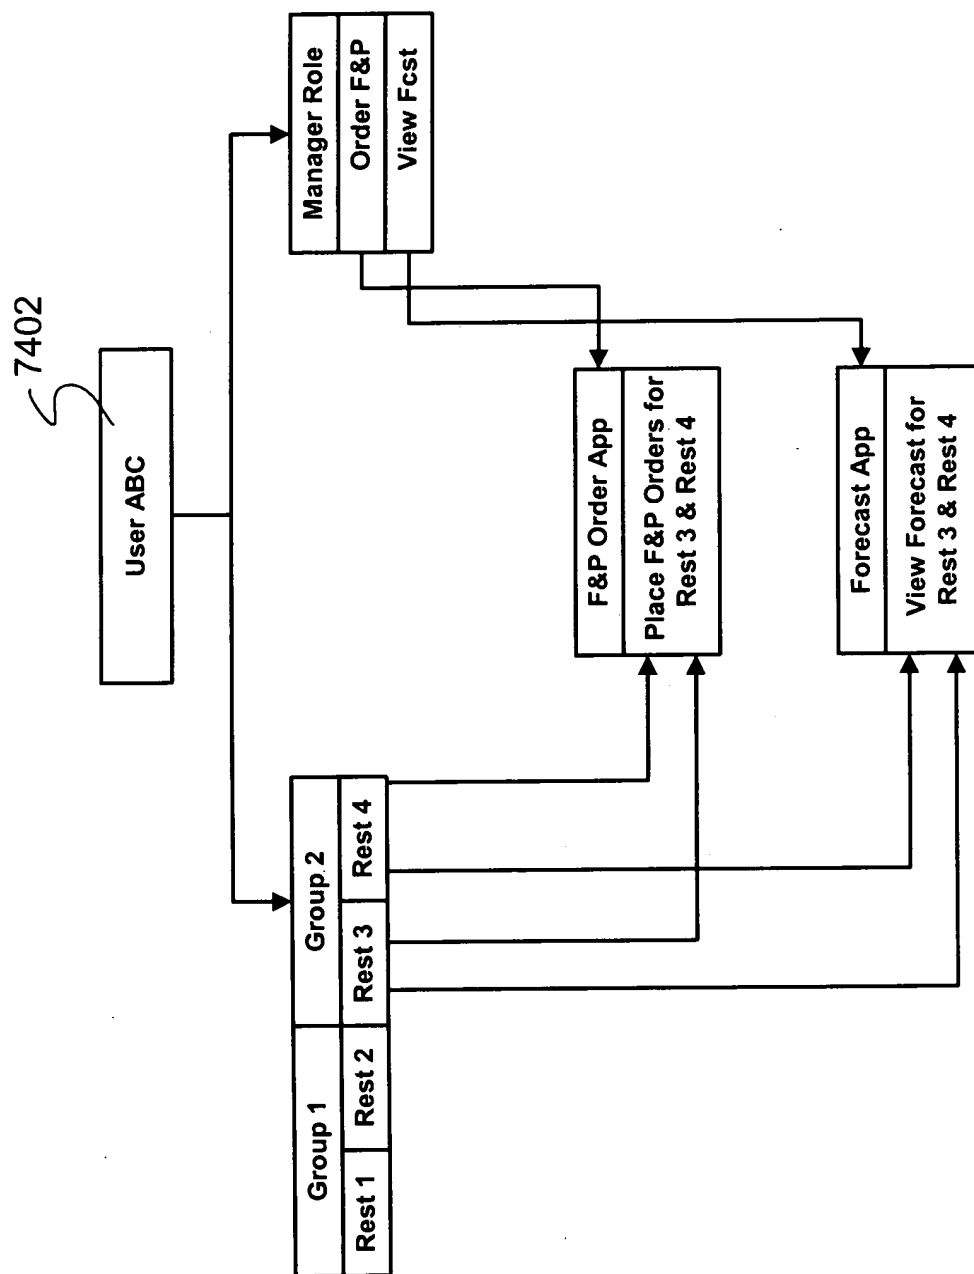 7402
User ABC
Group 1
Group 2
Rest 1
Rest 2
Rest 3
Rest 4
Manager Role
Order F&P
View Fcst
F&P Order App
Place F&P Orders for
Rest 3 & Rest 4
Forecast App
View Forecast for
Rest 3 & Rest 4